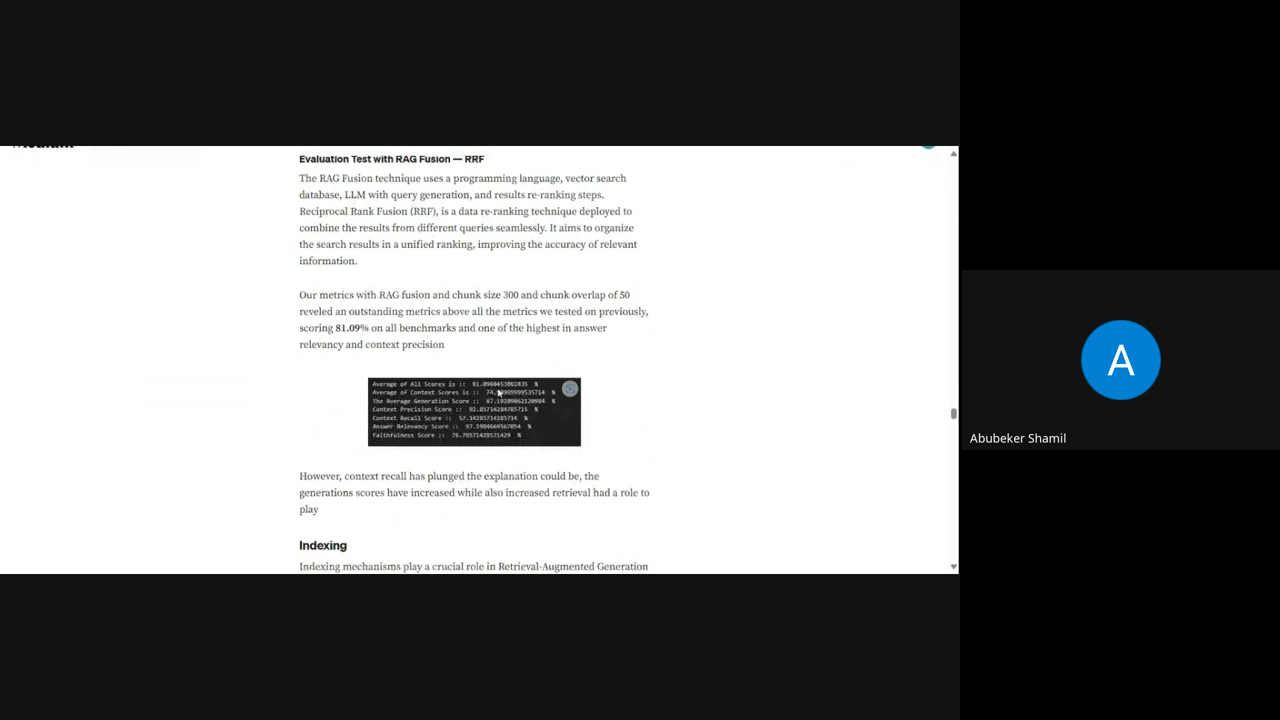 Evaluation Test with RAG Fusion — RRF
The RAG Fusion technique uses a programming language, vector search
database, LLM with query generation, and results re-ranking steps.
Reciprocal Rank Fusion (RRF), is a data re-ranking technique deployed to
combine the results from different queries seamlessly. It aims to organize
the search results in a unified ranking, improving the accuracy of relevant
information.
Our metrics with RAG fusion and chunk size 300 and chunk overlap of 50
reveled an outstanding metrics above all the metrics we tested on previously,
scoring 81.09% on all benchmarks and one of the highest in answer
relevancy and context precision
Average of All Scores is :: %
Average of Context Scores is :: %
The Average Generation Score :: %
Context Precision Score :: %
Context Recall Score :: %
Answer Relevancy Score :: %
Faithfulness Score :: %
However, context recall has plunged the explanation could be, the
generations scores have increased while also increased retrieval had a role to
play
Indexing
Indexing mechanisms play a crucial role in Retrieval-Augmented Generation
A
Abubeker Shamil